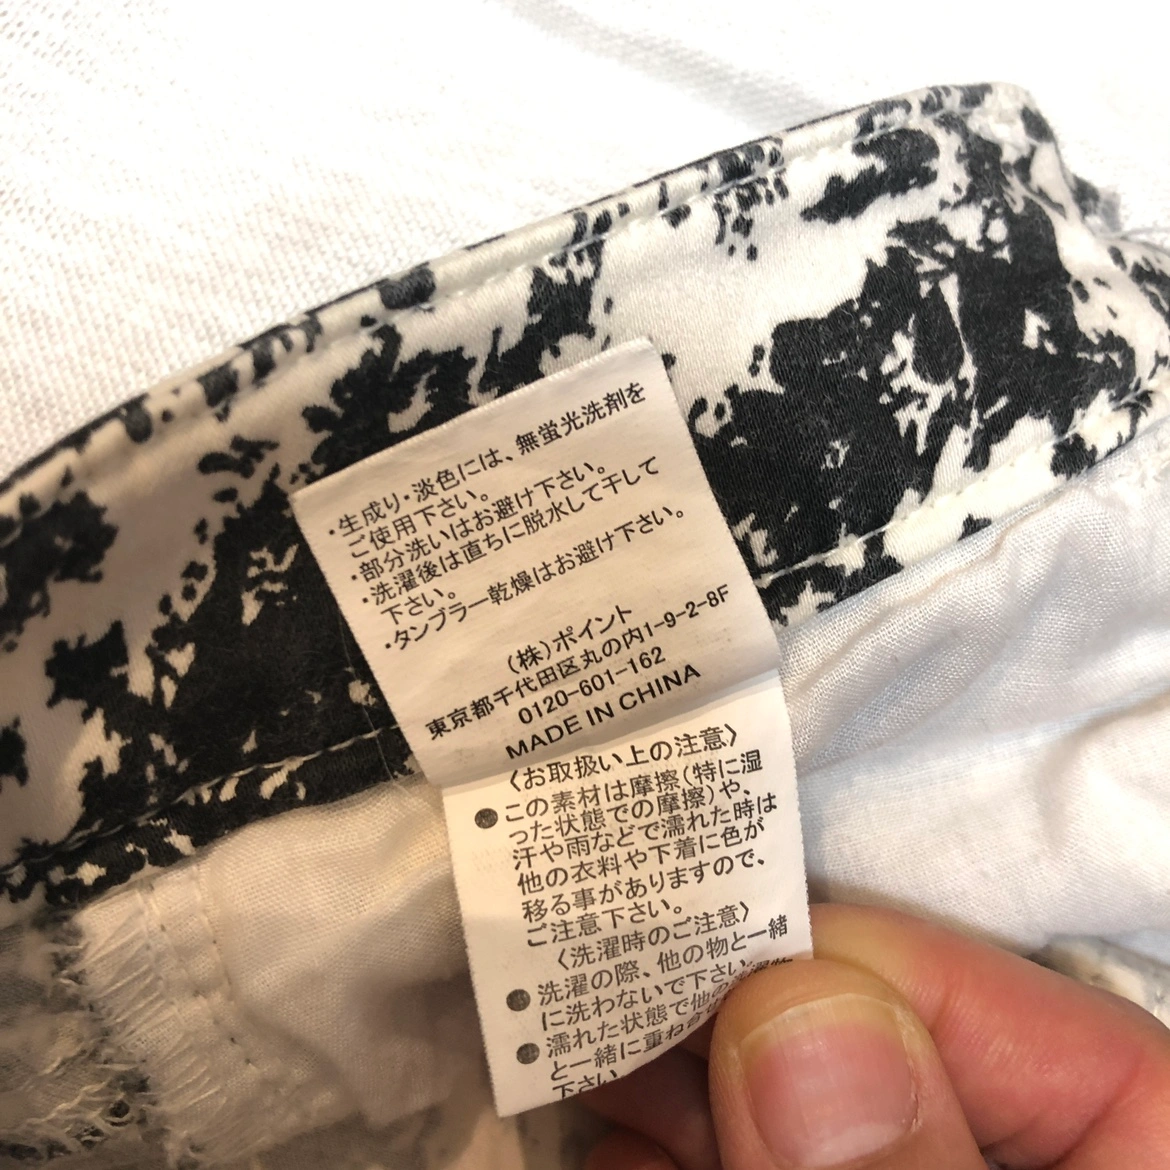 ・生成り・淡色には、無蛍光洗剤を
ご使用下さい。
・部分洗いはお避け下さい。
・洗濯後は直ちに脱水して干して
下さい。
・タンブラー乾燥はお避け下さい。
(株)ポイント
東京都千代田区丸の内1-9-2-8F
0120-601-162
MADE IN CHINA
〈お取扱い上の注意〉
●この素材は摩擦(特に湿
った状態での摩擦)や、
汗や雨などで濡れた時は
他の衣料や下着に色が
移る事がありますので、
ご注意下さい。
〈洗濯時のご注意〉
●洗濯の際、他の物と一緒
に洗わないで下さい。
●濡れた状態で他の洗濯物
と一緒に重ね合
下さい